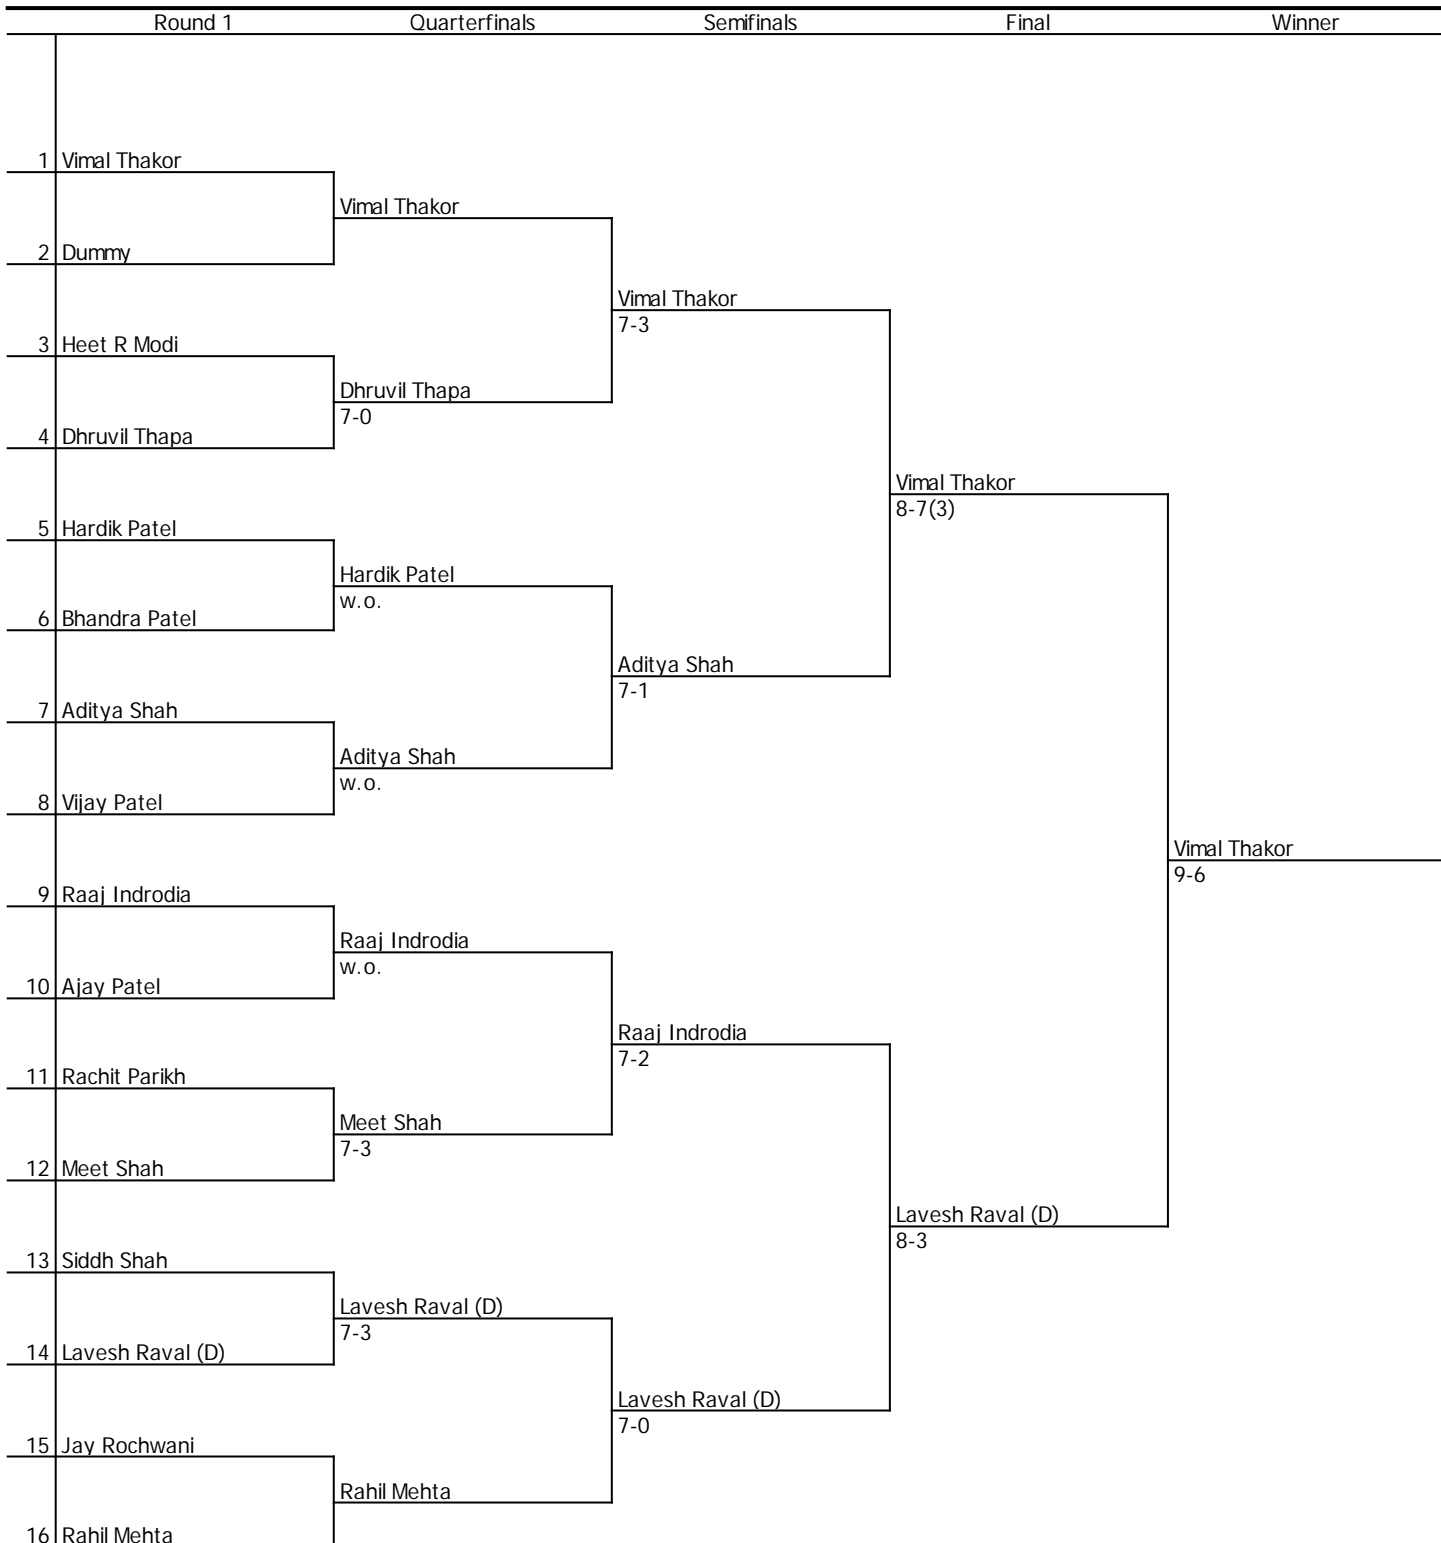 Round 1 Quarterfinals Semifinals Final Winner
1 Vimal Thakor
Vimal Thakor
2 Dummy
Vimal Thakor
7-3
3 Heet R Modi
Dhruvil Thapa
7-0
4 Dhruvil Thapa
Vimal Thakor
8-7(3)
5 Hardik Patel
Hardik Patel
w.o.
6 Bhandra Patel
Aditya Shah
7-1
7 Aditya Shah
Aditya Shah
w.o.
8 Vijay Patel
Vimal Thakor
9-6
9 Raaj Indrodia
Raaj Indrodia
w.o.
10 Ajay Patel
Raaj Indrodia
7-2
11 Rachit Parikh
Meet Shah
7-3
12 Meet Shah
Lavesh Raval (D)
8-3
13 Siddh Shah
Lavesh Raval (D)
7-3
14 Lavesh Raval (D)
Lavesh Raval (D)
7-0
15 Jay Rochwani
Rahil Mehta
16 Rahil Mehta